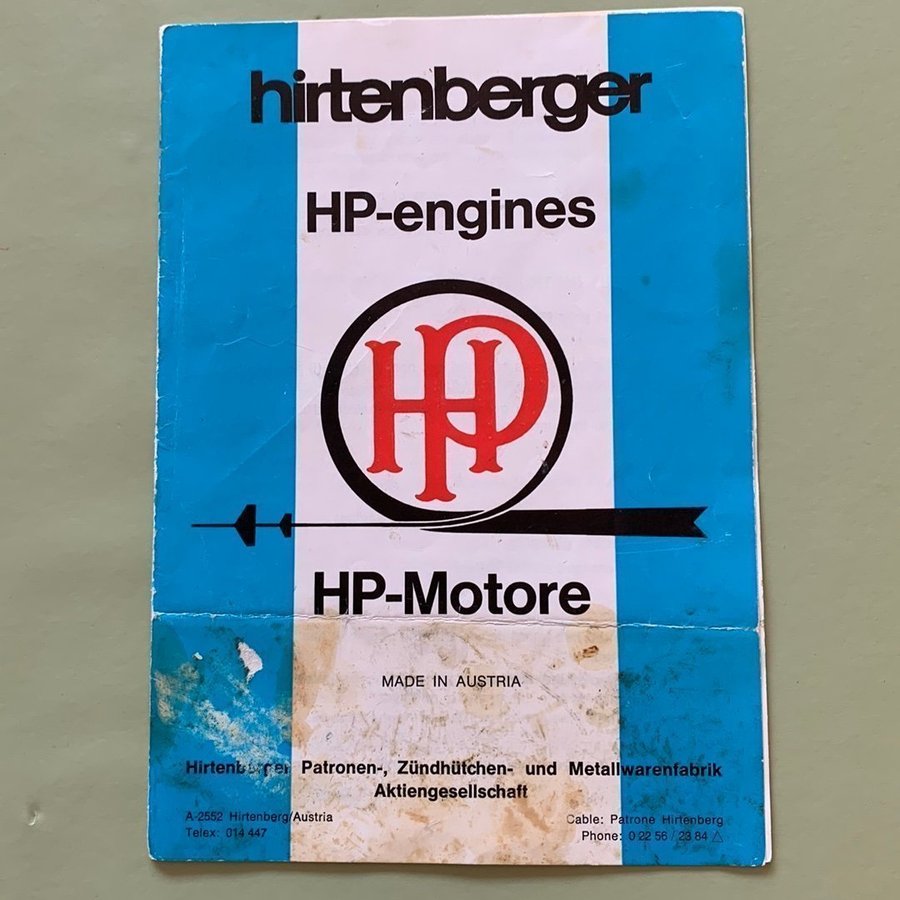 hirtenberger
HP-engines
HP
HP-Motore
MADE IN AUSTRIA
Hirtenberger Patronen-, Zündhütchen- und Metallwarenfabrik
Aktiengesellschaft
A-2552 Hirtenberg/Austria
Telex: 014 447
Cable: Patrone Hirtenberg
Phone: 0 22 56 / 23 84 △